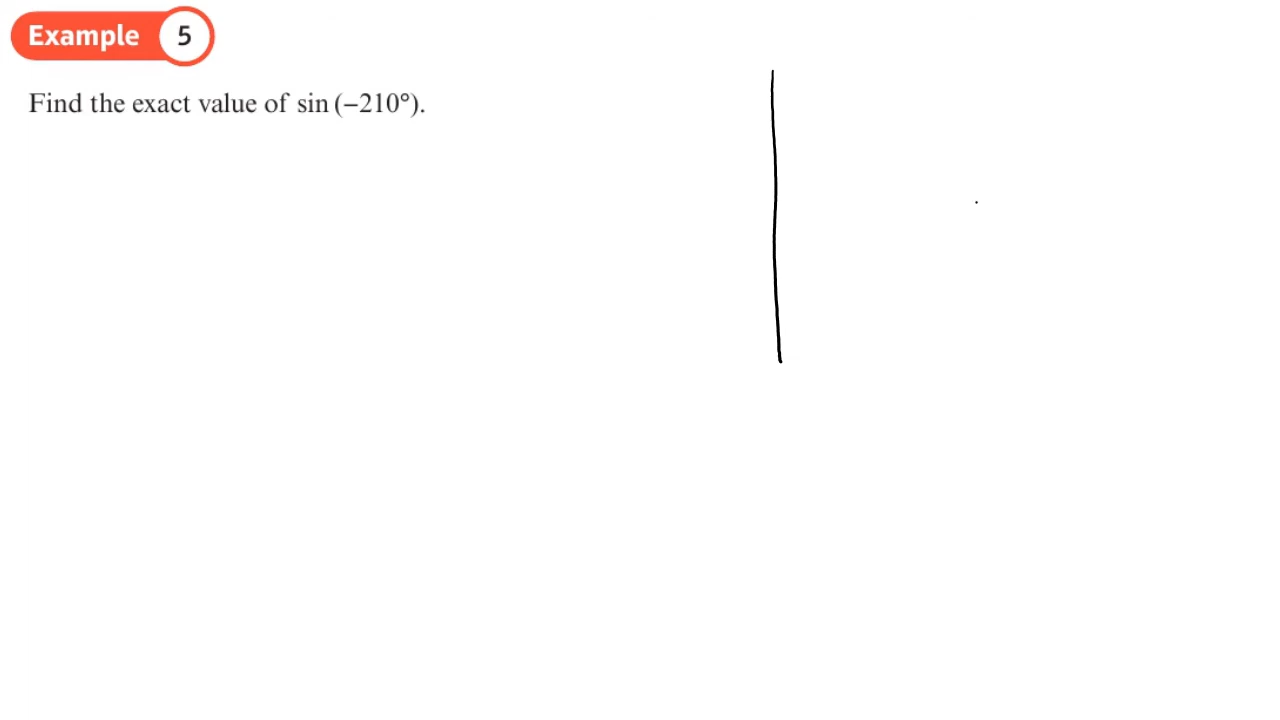 Example 5
Find the exact value of sin (−210°).